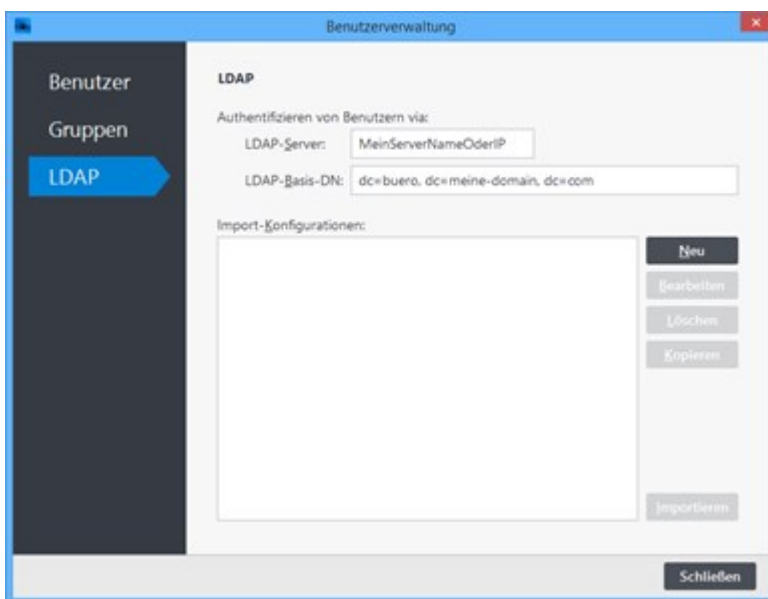 Benutzerverwaltung
Benutzer
Gruppen
LDAP
LDAP
Authentifizieren von Benutzern via:
LDAP-Server: MeinServerNameOderIP
LDAP-Basis-DN: dc=buero, dc=meine-domain, dc=com
Import-Konfigurationen:
Neu
Bearbeiten
Löschen
Kopieren
Importieren
Schließen